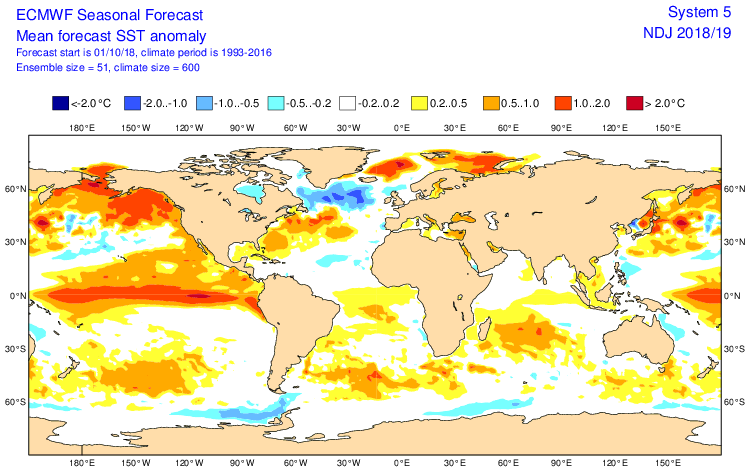 ECMWF Seasonal Forecast
System 5
Mean forecast SST anomaly
NDJ 2018/19
Forecast start is 01/10/18, climate period is 1993-2016
Ensemble size = 51, climate size = 600
<-2.0°C -2.0..-1.0 -1.0..-0.5 -0.5..-0.2 -0.2..0.2 0.2..0.5 0.5..1.0 1.0..2.0 > 2.0°C
180°E 150°W 120°W 90°W 60°W 30°W 0°E 30°E 60°E 90°E 120°E 150°E
60°N 60°N
30°N 30°N
0°N 0°N
30°S 30°S
60°S 60°S
180°E 150°W 120°W 90°W 60°W 30°W 0°E 30°E 60°E 90°E 120°E 150°E